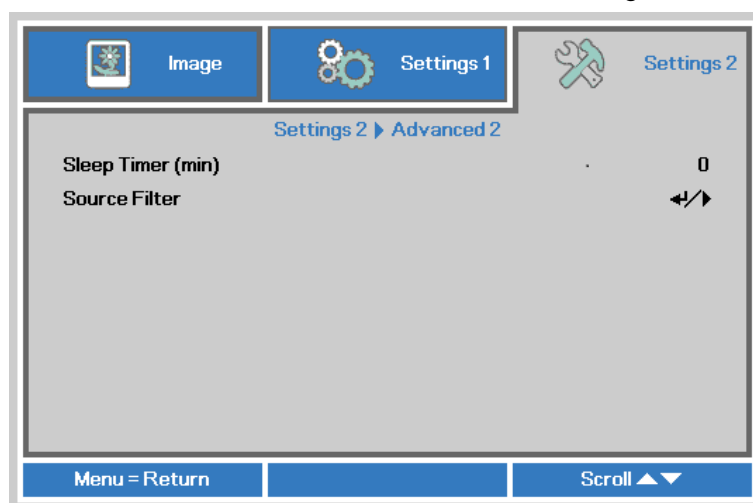 Image
Settings 1
Settings 2
Settings 2 ▶ Advanced 2
Sleep Timer (min) 0
Source Filter ↵/▶
Menu = Return
Scroll ▲▼